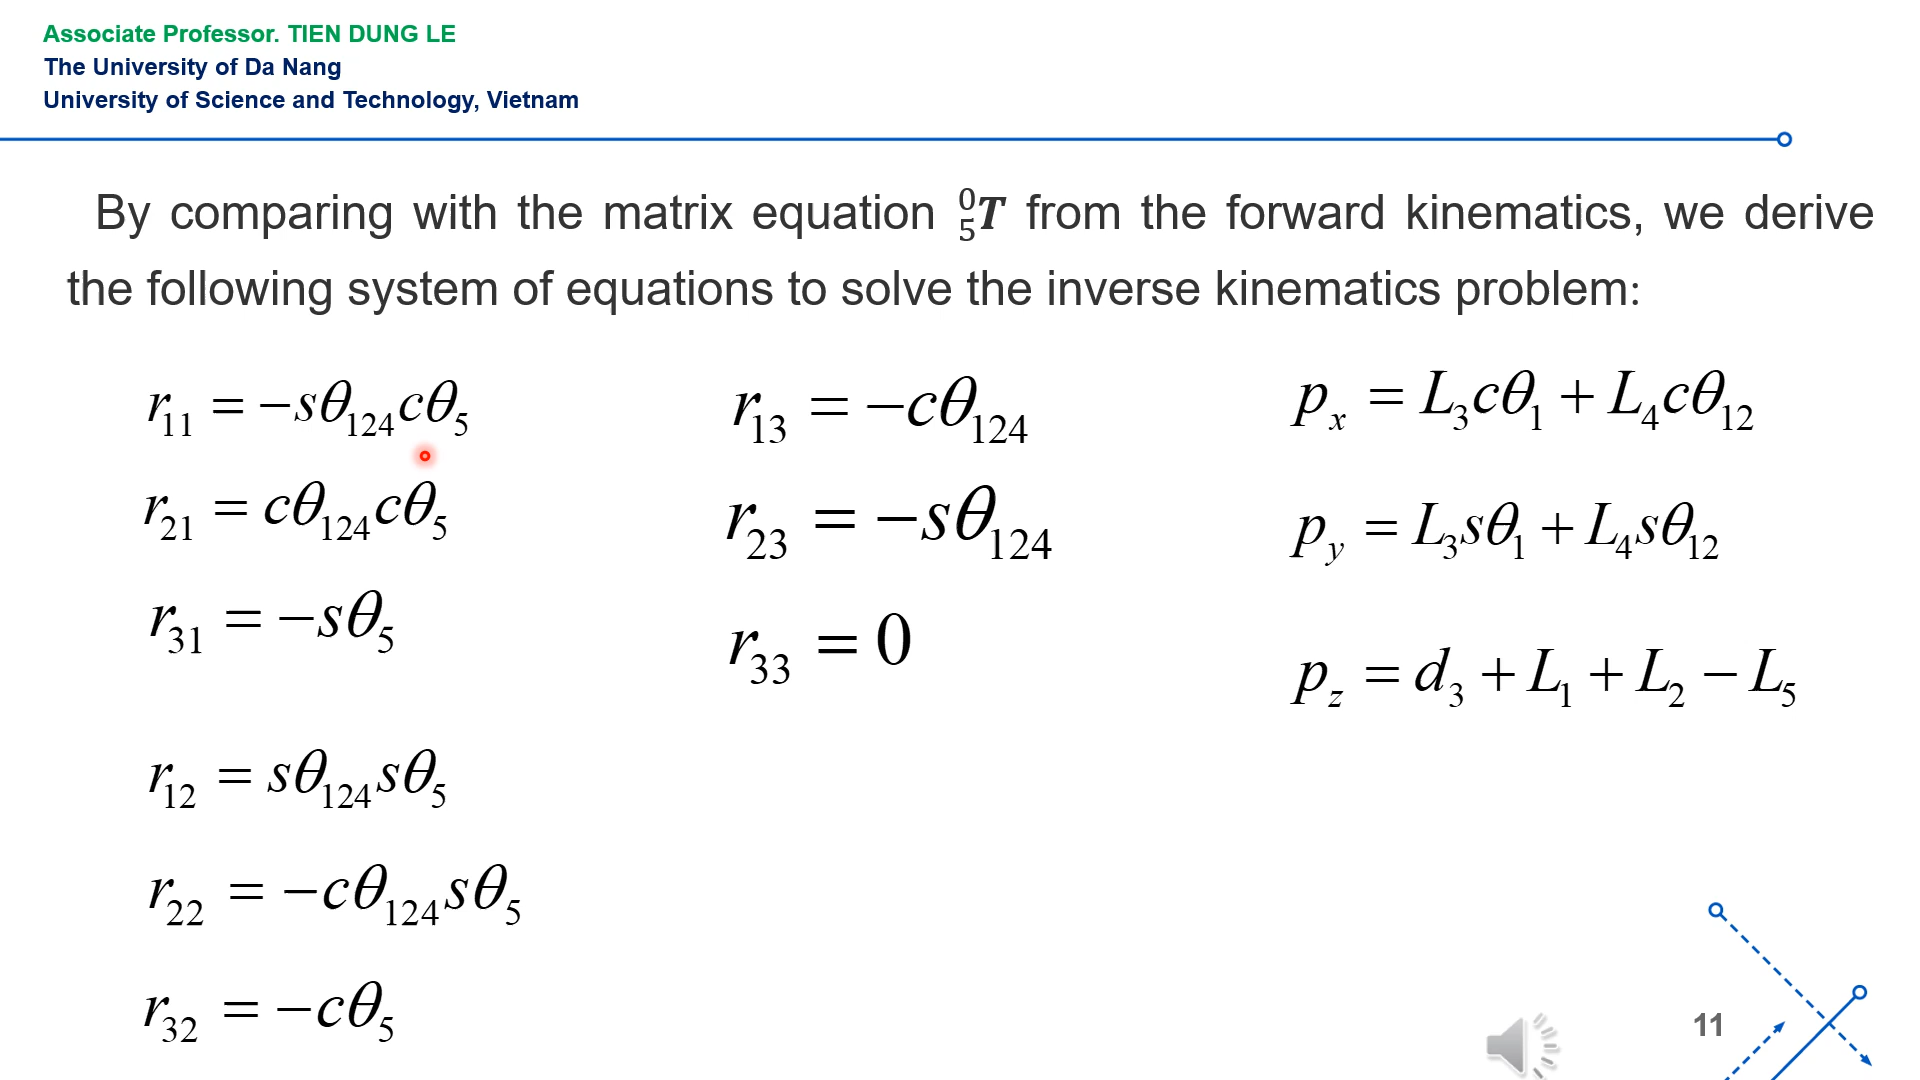 Associate Professor. TIEN DUNG LE
The University of Da Nang
University of Science and Technology, Vietnam
By comparing with the matrix equation ⁰₅T from the forward kinematics, we derive
the following system of equations to solve the inverse kinematics problem:
r₁₁ = −sθ₁₂₄cθ₅
r₂₁ = cθ₁₂₄cθ₅
r₃₁ = −sθ₅
r₁₂ = sθ₁₂₄sθ₅
r₂₂ = −cθ₁₂₄sθ₅
r₃₂ = −cθ₅
r₁₃ = −cθ₁₂₄
r₂₃ = −sθ₁₂₄
r₃₃ = 0
pₓ = L₃cθ₁ + L₄cθ₁₂
p_y = L₃sθ₁ + L₄sθ₁₂
p_z = d₃ + L₁ + L₂ − L₅
11